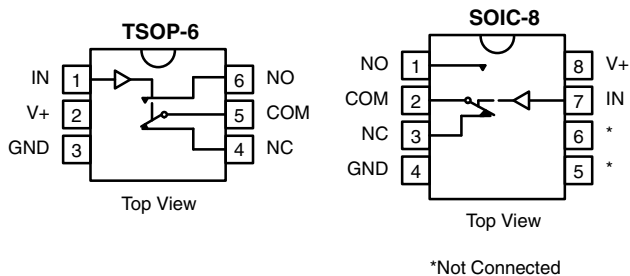 TSOP-6
IN 1 6 NO
V+ 2 5 COM
GND 3 4 NC
Top View
SOIC-8
NO 1 8 V+
COM 2 7 IN
NC 3 6 *
GND 4 5 *
Top View
*Not Connected